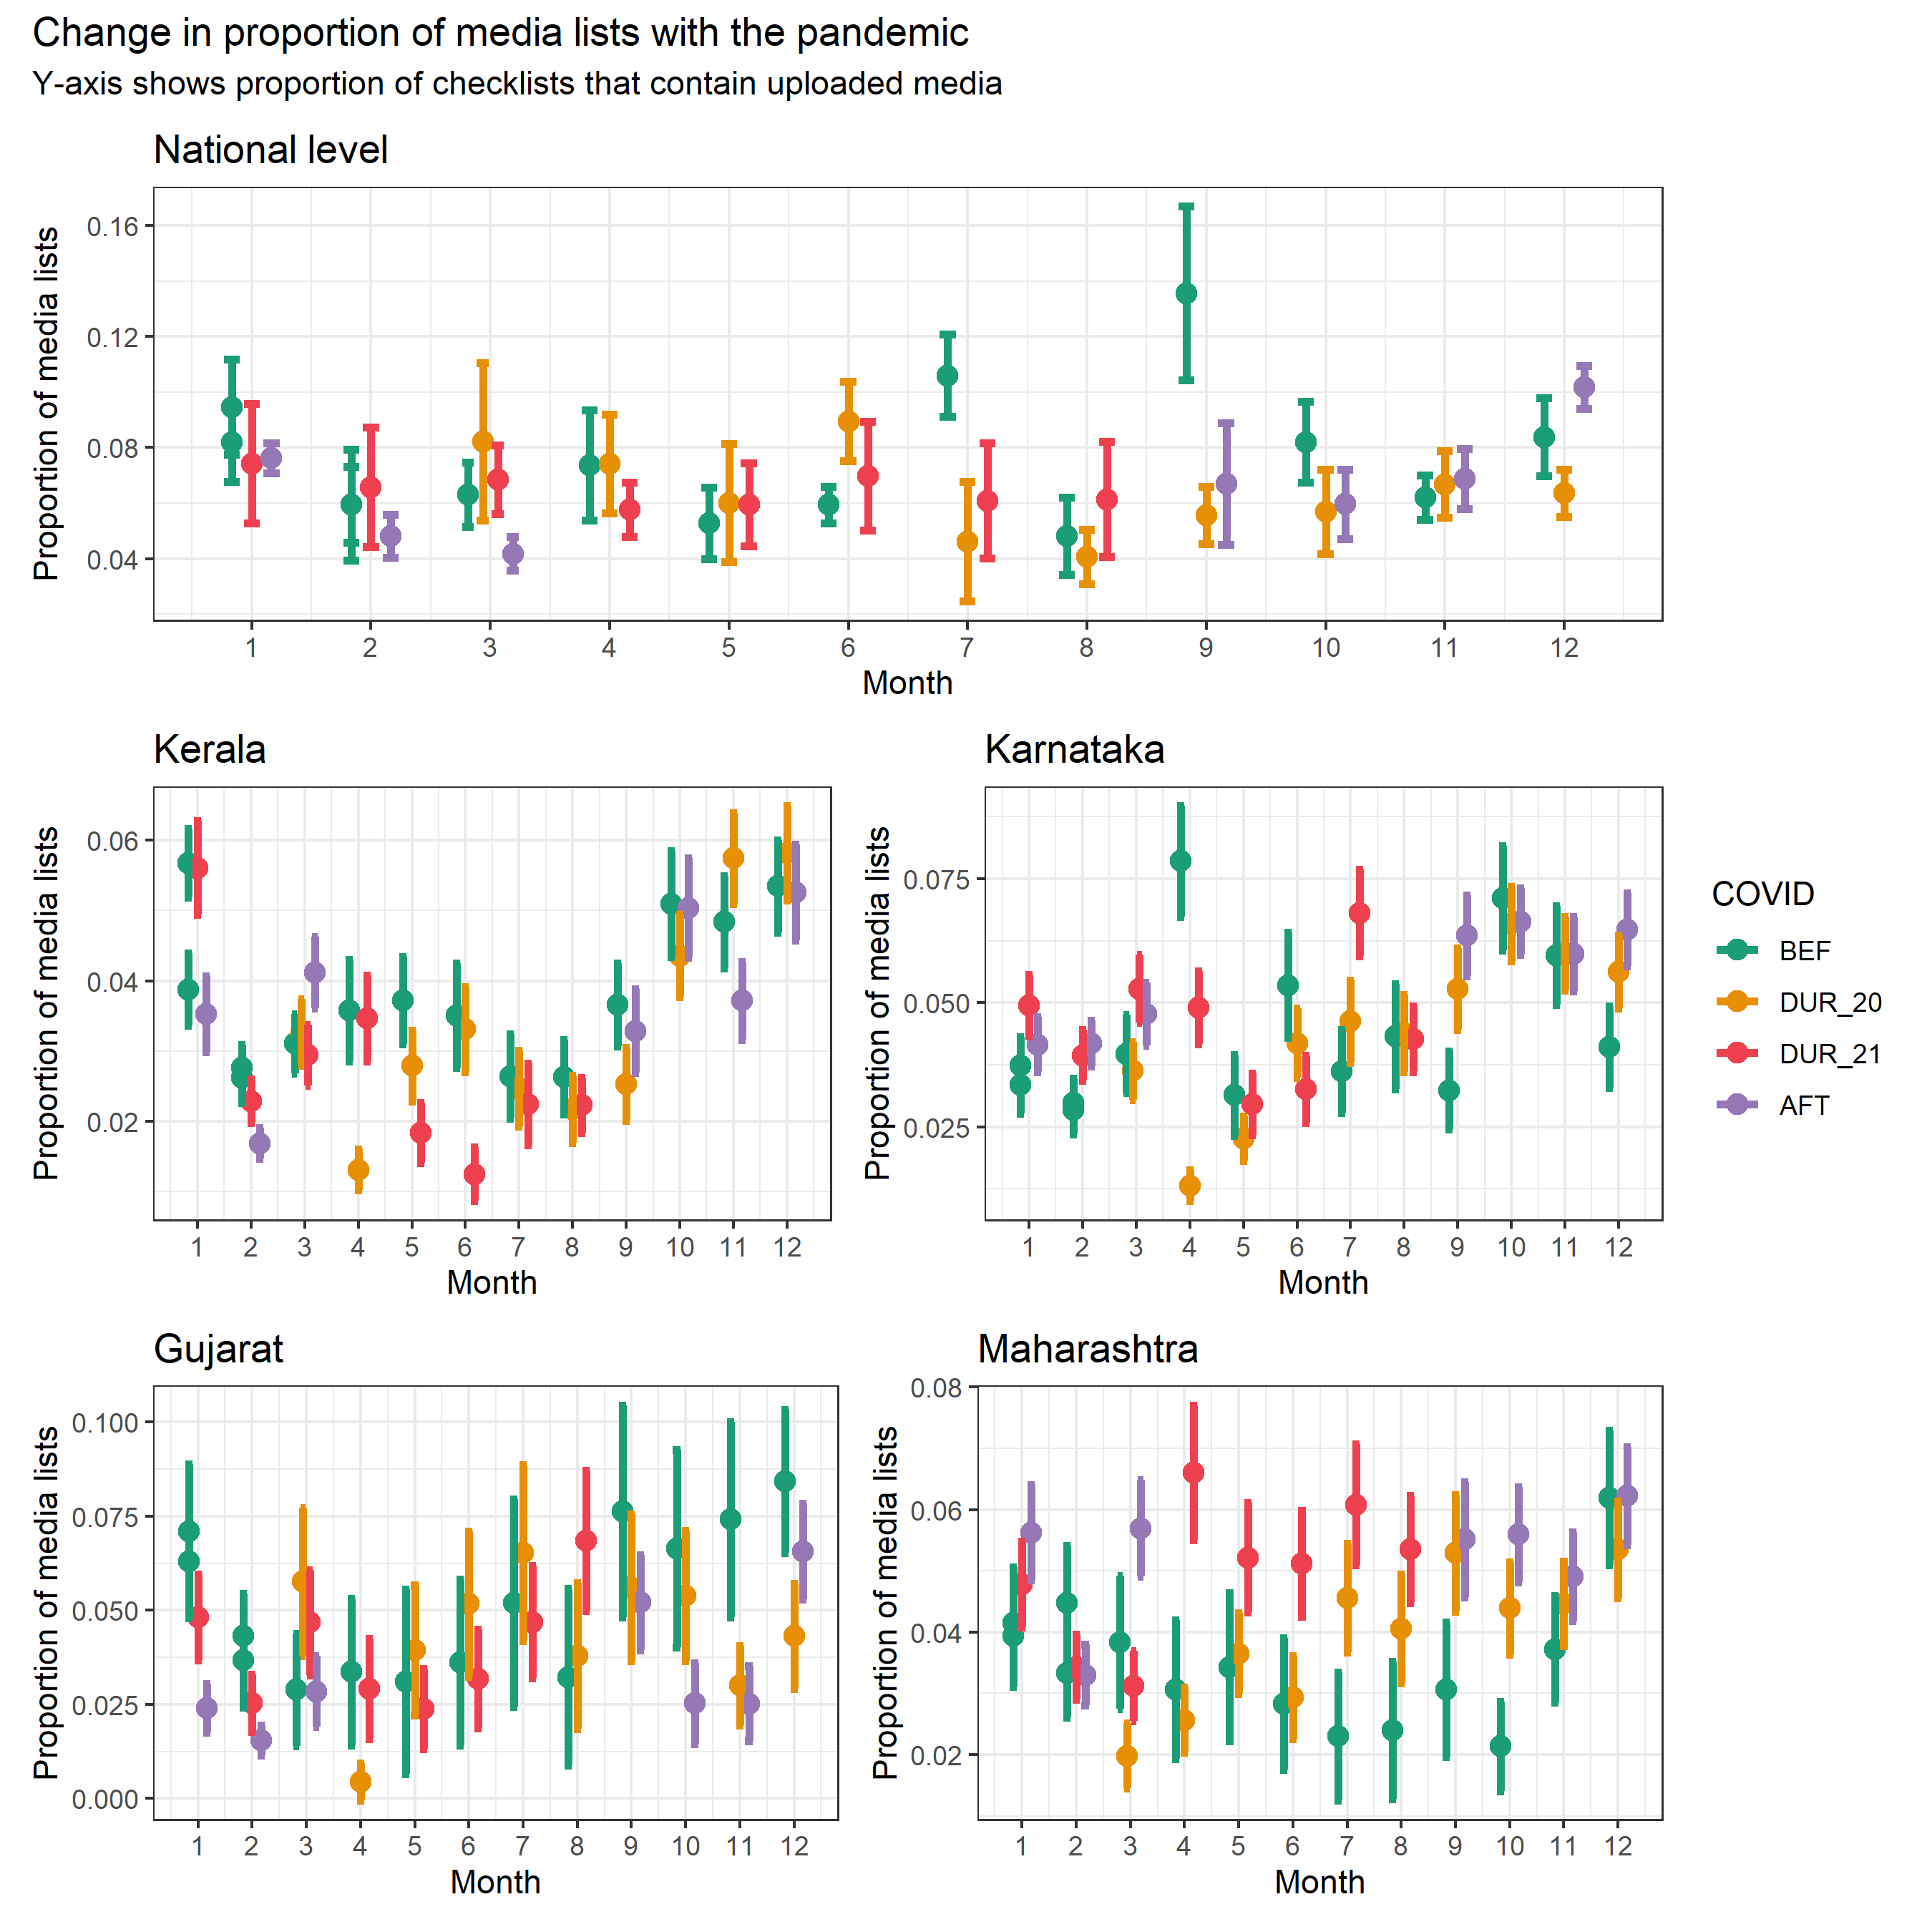 Change in proportion of media lists with the pandemic
Y-axis shows proportion of checklists that contain uploaded media
National level
Proportion of media lists
0.16
0.12
0.08
0.04
1 2 3 4 5 6 7 8 9 10 11 12
Month
Kerala
Proportion of media lists
0.06
0.04
0.02
1 2 3 4 5 6 7 8 9 10 11 12
Month
Karnataka
Proportion of media lists
0.075
0.050
0.025
1 2 3 4 5 6 7 8 9 10 11 12
Month
COVID
BEF
DUR_20
DUR_21
AFT
Gujarat
Proportion of media lists
0.100
0.075
0.050
0.025
0.000
1 2 3 4 5 6 7 8 9 10 11 12
Month
Maharashtra
Proportion of media lists
0.08
0.06
0.04
0.02
1 2 3 4 5 6 7 8 9 10 11 12
Month